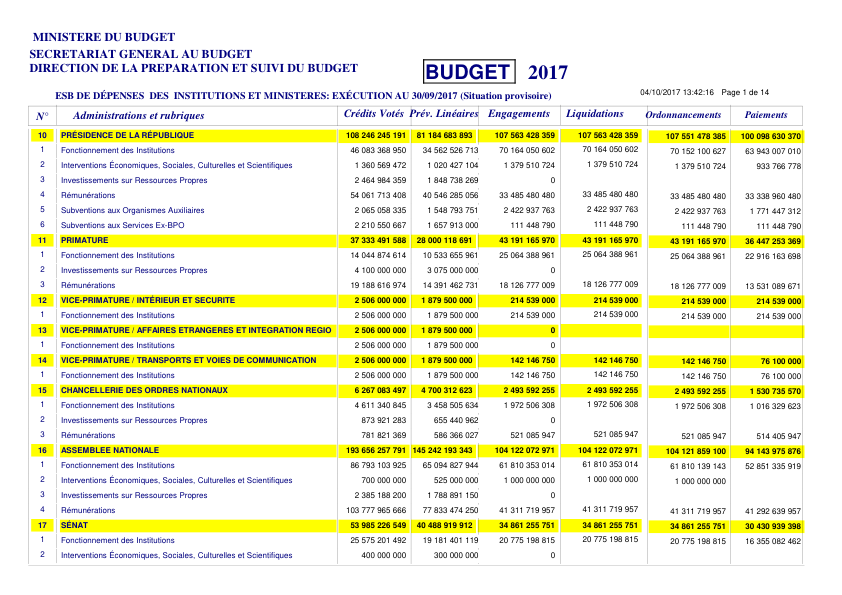 MINISTERE DU BUDGET
SECRETARIAT GENERAL AU BUDGET
DIRECTION DE LA PREPARATION ET SUIVI DU BUDGET
BUDGET 2017
ESB DE DÉPENSES DES INSTITUTIONS ET MINISTERES: EXÉCUTION AU 30/09/2017 (Situation provisoire)
04/10/2017 13:42:16 Page 1 de 14
N° Administrations et rubriques Crédits Votés Prév. Linéaires Engagements Liquidations Ordonnancements Paiements
10 PRÉSIDENCE DE LA RÉPUBLIQUE 108 246 245 191 81 184 683 893 107 563 428 359 107 563 428 359 107 551 478 385 100 098 630 370
1 Fonctionnement des Institutions 46 083 368 950 34 562 526 713 70 164 050 602 70 164 050 602 70 152 100 627 63 943 007 010
2 Interventions Économiques, Sociales, Culturelles et Scientifiques 1 360 569 472 1 020 427 104 1 379 510 724 1 379 510 724 1 379 510 724 933 766 778
3 Investissements sur Ressources Propres 2 464 984 359 1 848 738 269 0
4 Rémunérations 54 061 713 408 40 546 285 056 33 485 480 480 33 485 480 480 33 485 480 480 33 338 960 480
5 Subventions aux Organismes Auxiliaires 2 065 058 335 1 548 793 751 2 422 937 763 2 422 937 763 2 422 937 763 1 771 447 312
6 Subventions aux Services Ex-BPO 2 210 550 667 1 657 913 000 111 448 790 111 448 790 111 448 790 111 448 790
11 PRIMATURE 37 333 491 588 28 000 118 691 43 191 165 970 43 191 165 970 43 191 165 970 36 447 253 369
1 Fonctionnement des Institutions 14 044 874 614 10 533 655 961 25 064 388 961 25 064 388 961 25 064 388 961 22 916 163 698
2 Investissements sur Ressources Propres 4 100 000 000 3 075 000 000 0
3 Rémunérations 19 188 616 974 14 391 462 731 18 126 777 009 18 126 777 009 18 126 777 009 13 531 089 671
12 VICE-PRIMATURE / INTÉRIEUR ET SECURITE 2 506 000 000 1 879 500 000 214 539 000 214 539 000 214 539 000 214 539 000
1 Fonctionnement des Institutions 2 506 000 000 1 879 500 000 214 539 000 214 539 000 214 539 000 214 539 000
13 VICE-PRIMATURE / AFFAIRES ETRANGERES ET INTEGRATION REGIO 2 506 000 000 1 879 500 000 0
1 Fonctionnement des Institutions 2 506 000 000 1 879 500 000 0
14 VICE-PRIMATURE / TRANSPORTS ET VOIES DE COMMUNICATION 2 506 000 000 1 879 500 000 142 146 750 142 146 750 142 146 750 76 100 000
1 Fonctionnement des Institutions 2 506 000 000 1 879 500 000 142 146 750 142 146 750 142 146 750 76 100 000
15 CHANCELLERIE DES ORDRES NATIONAUX 6 267 083 497 4 700 312 623 2 493 592 255 2 493 592 255 2 493 592 255 1 530 735 570
1 Fonctionnement des Institutions 4 611 340 845 3 458 505 634 1 972 506 308 1 972 506 308 1 972 506 308 1 016 329 623
2 Investissements sur Ressources Propres 873 921 283 655 440 962 0
3 Rémunérations 781 821 369 586 366 027 521 085 947 521 085 947 521 085 947 514 405 947
16 ASSEMBLEE NATIONALE 193 656 257 791 145 242 193 343 104 122 072 971 104 122 072 971 104 121 859 100 94 143 975 876
1 Fonctionnement des Institutions 86 793 103 925 65 094 827 944 61 810 353 014 61 810 353 014 61 810 139 143 52 851 335 919
2 Interventions Économiques, Sociales, Culturelles et Scientifiques 700 000 000 525 000 000 1 000 000 000 1 000 000 000 1 000 000 000
3 Investissements sur Ressources Propres 2 385 188 200 1 788 891 150 0
4 Rémunérations 103 777 965 666 77 833 474 250 41 311 719 957 41 311 719 957 41 311 719 957 41 292 639 957
17 SÉNAT 53 985 226 549 40 488 919 912 34 861 255 751 34 861 255 751 34 861 255 751 30 430 939 398
1 Fonctionnement des Institutions 25 575 201 492 19 181 401 119 20 775 198 815 20 775 198 815 20 775 198 815 16 355 082 462
2 Interventions Économiques, Sociales, Culturelles et Scientifiques 400 000 000 300 000 000 0